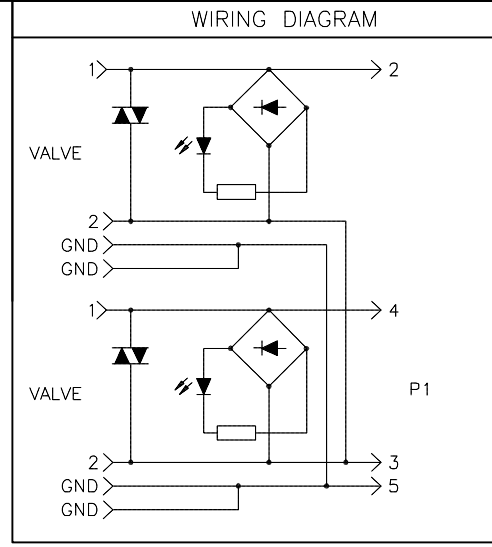 WIRING DIAGRAM
1 2
VALVE
2
GND
GND
1 4
VALVE
P1
2 3
GND 5
GND